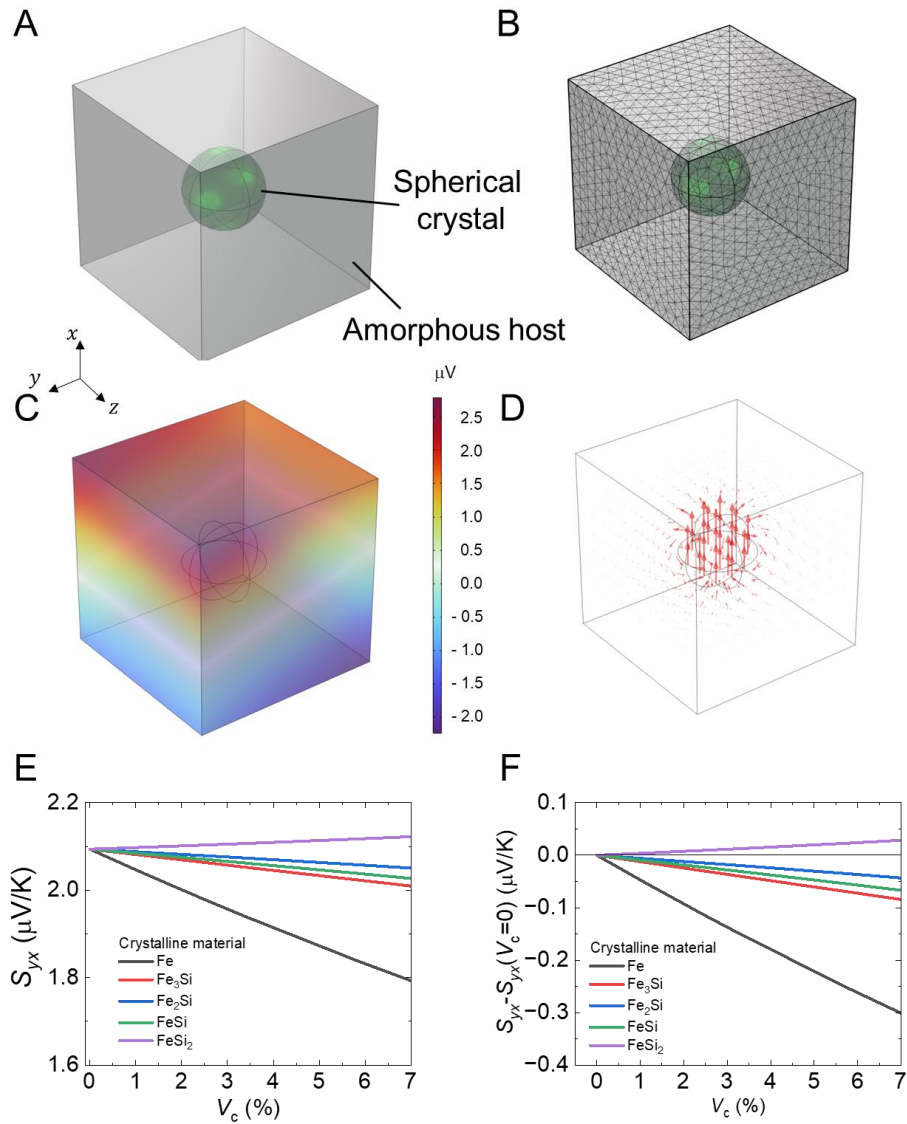 A
B
Spherical
crystal
Amorphous host
x
y
z
C
μV
D
2.5
2.0
1.5
1.0
0.5
0.0
- 0.5
- 1.0
- 1.5
- 2.0
E
S_yx (μV/K)
2.2
2.0
1.8
1.6
Crystalline material
Fe
Fe₃Si
Fe₂Si
FeSi
FeSi₂
0 1 2 3 4 5 6 7
V_c (%)
F
S_yx-S_yx(V_c=0) (μV/K)
0.1
0.0
−0.1
−0.2
−0.3
−0.4
Crystalline material
Fe
Fe₃Si
Fe₂Si
FeSi
FeSi₂
0 1 2 3 4 5 6 7
V_c (%)